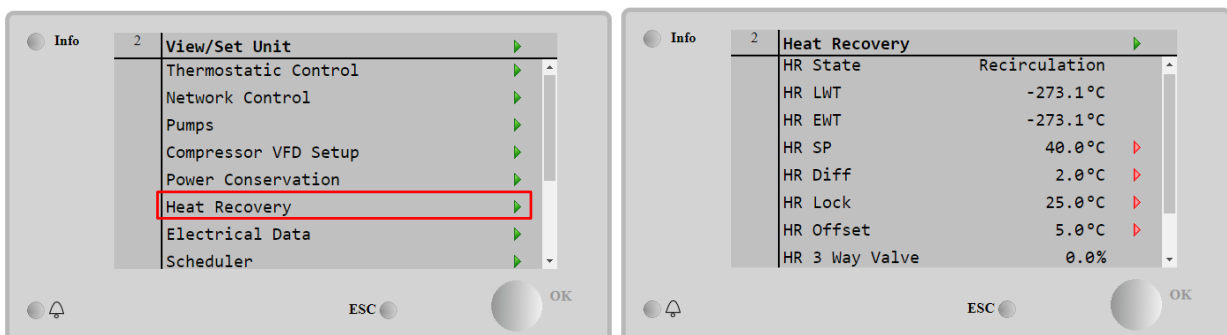 Info
2 View/Set Unit
Thermostatic Control
Network Control
Pumps
Compressor VFD Setup
Power Conservation
Heat Recovery
Electrical Data
Scheduler
ESC
OK
Info
2 Heat Recovery
HR State Recirculation
HR LWT -273.1°C
HR EWT -273.1°C
HR SP 40.0°C
HR Diff 2.0°C
HR Lock 25.0°C
HR Offset 5.0°C
HR 3 Way Valve 0.0%
ESC
OK